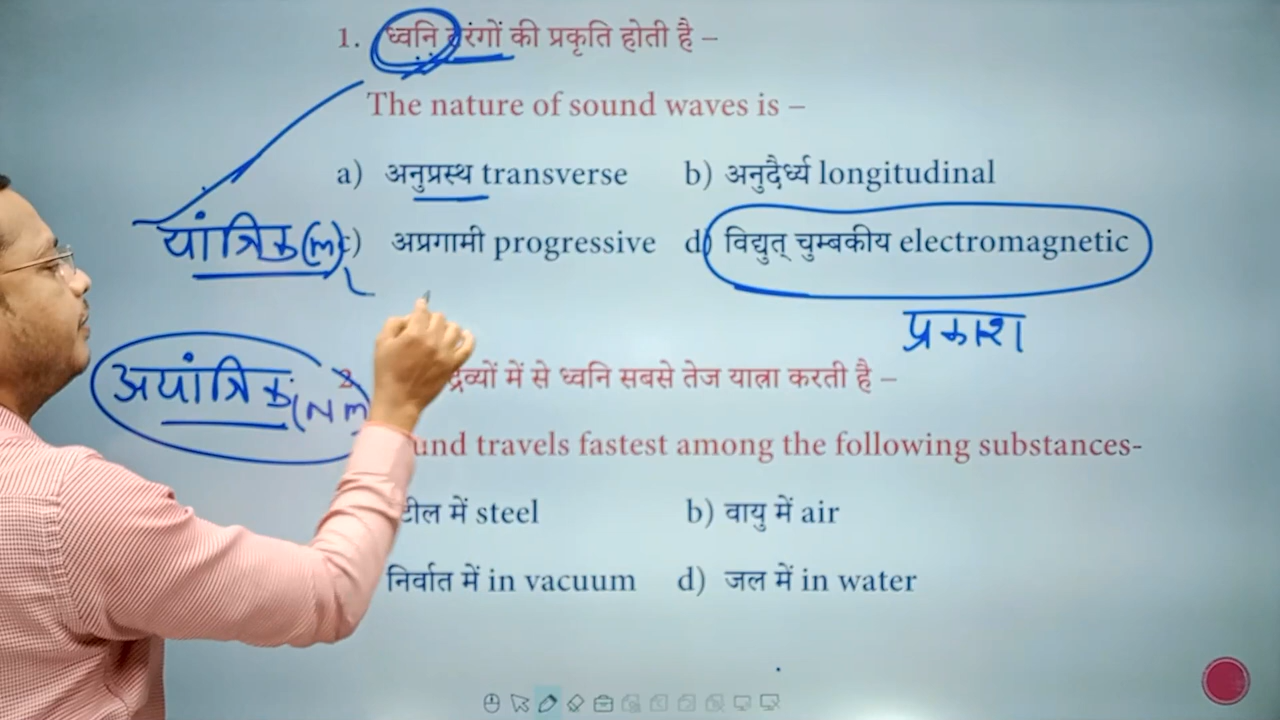 1. ध्वनि तरंगों की प्रकृति होती है –
The nature of sound waves is –
a) अनुप्रस्थ transverse b) अनुदैर्ध्य longitudinal
यांत्रिक (m) c) अप्रगामी progressive d) विद्युत् चुम्बकीय electromagnetic
प्रकाश
अयांत्रिक (N m)
2. द्रव्यों में से ध्वनि सबसे तेज यात्रा करती है –
und travels fastest among the following substances-
टील में steel b) वायु में air
निर्वात में in vacuum d) जल में in water